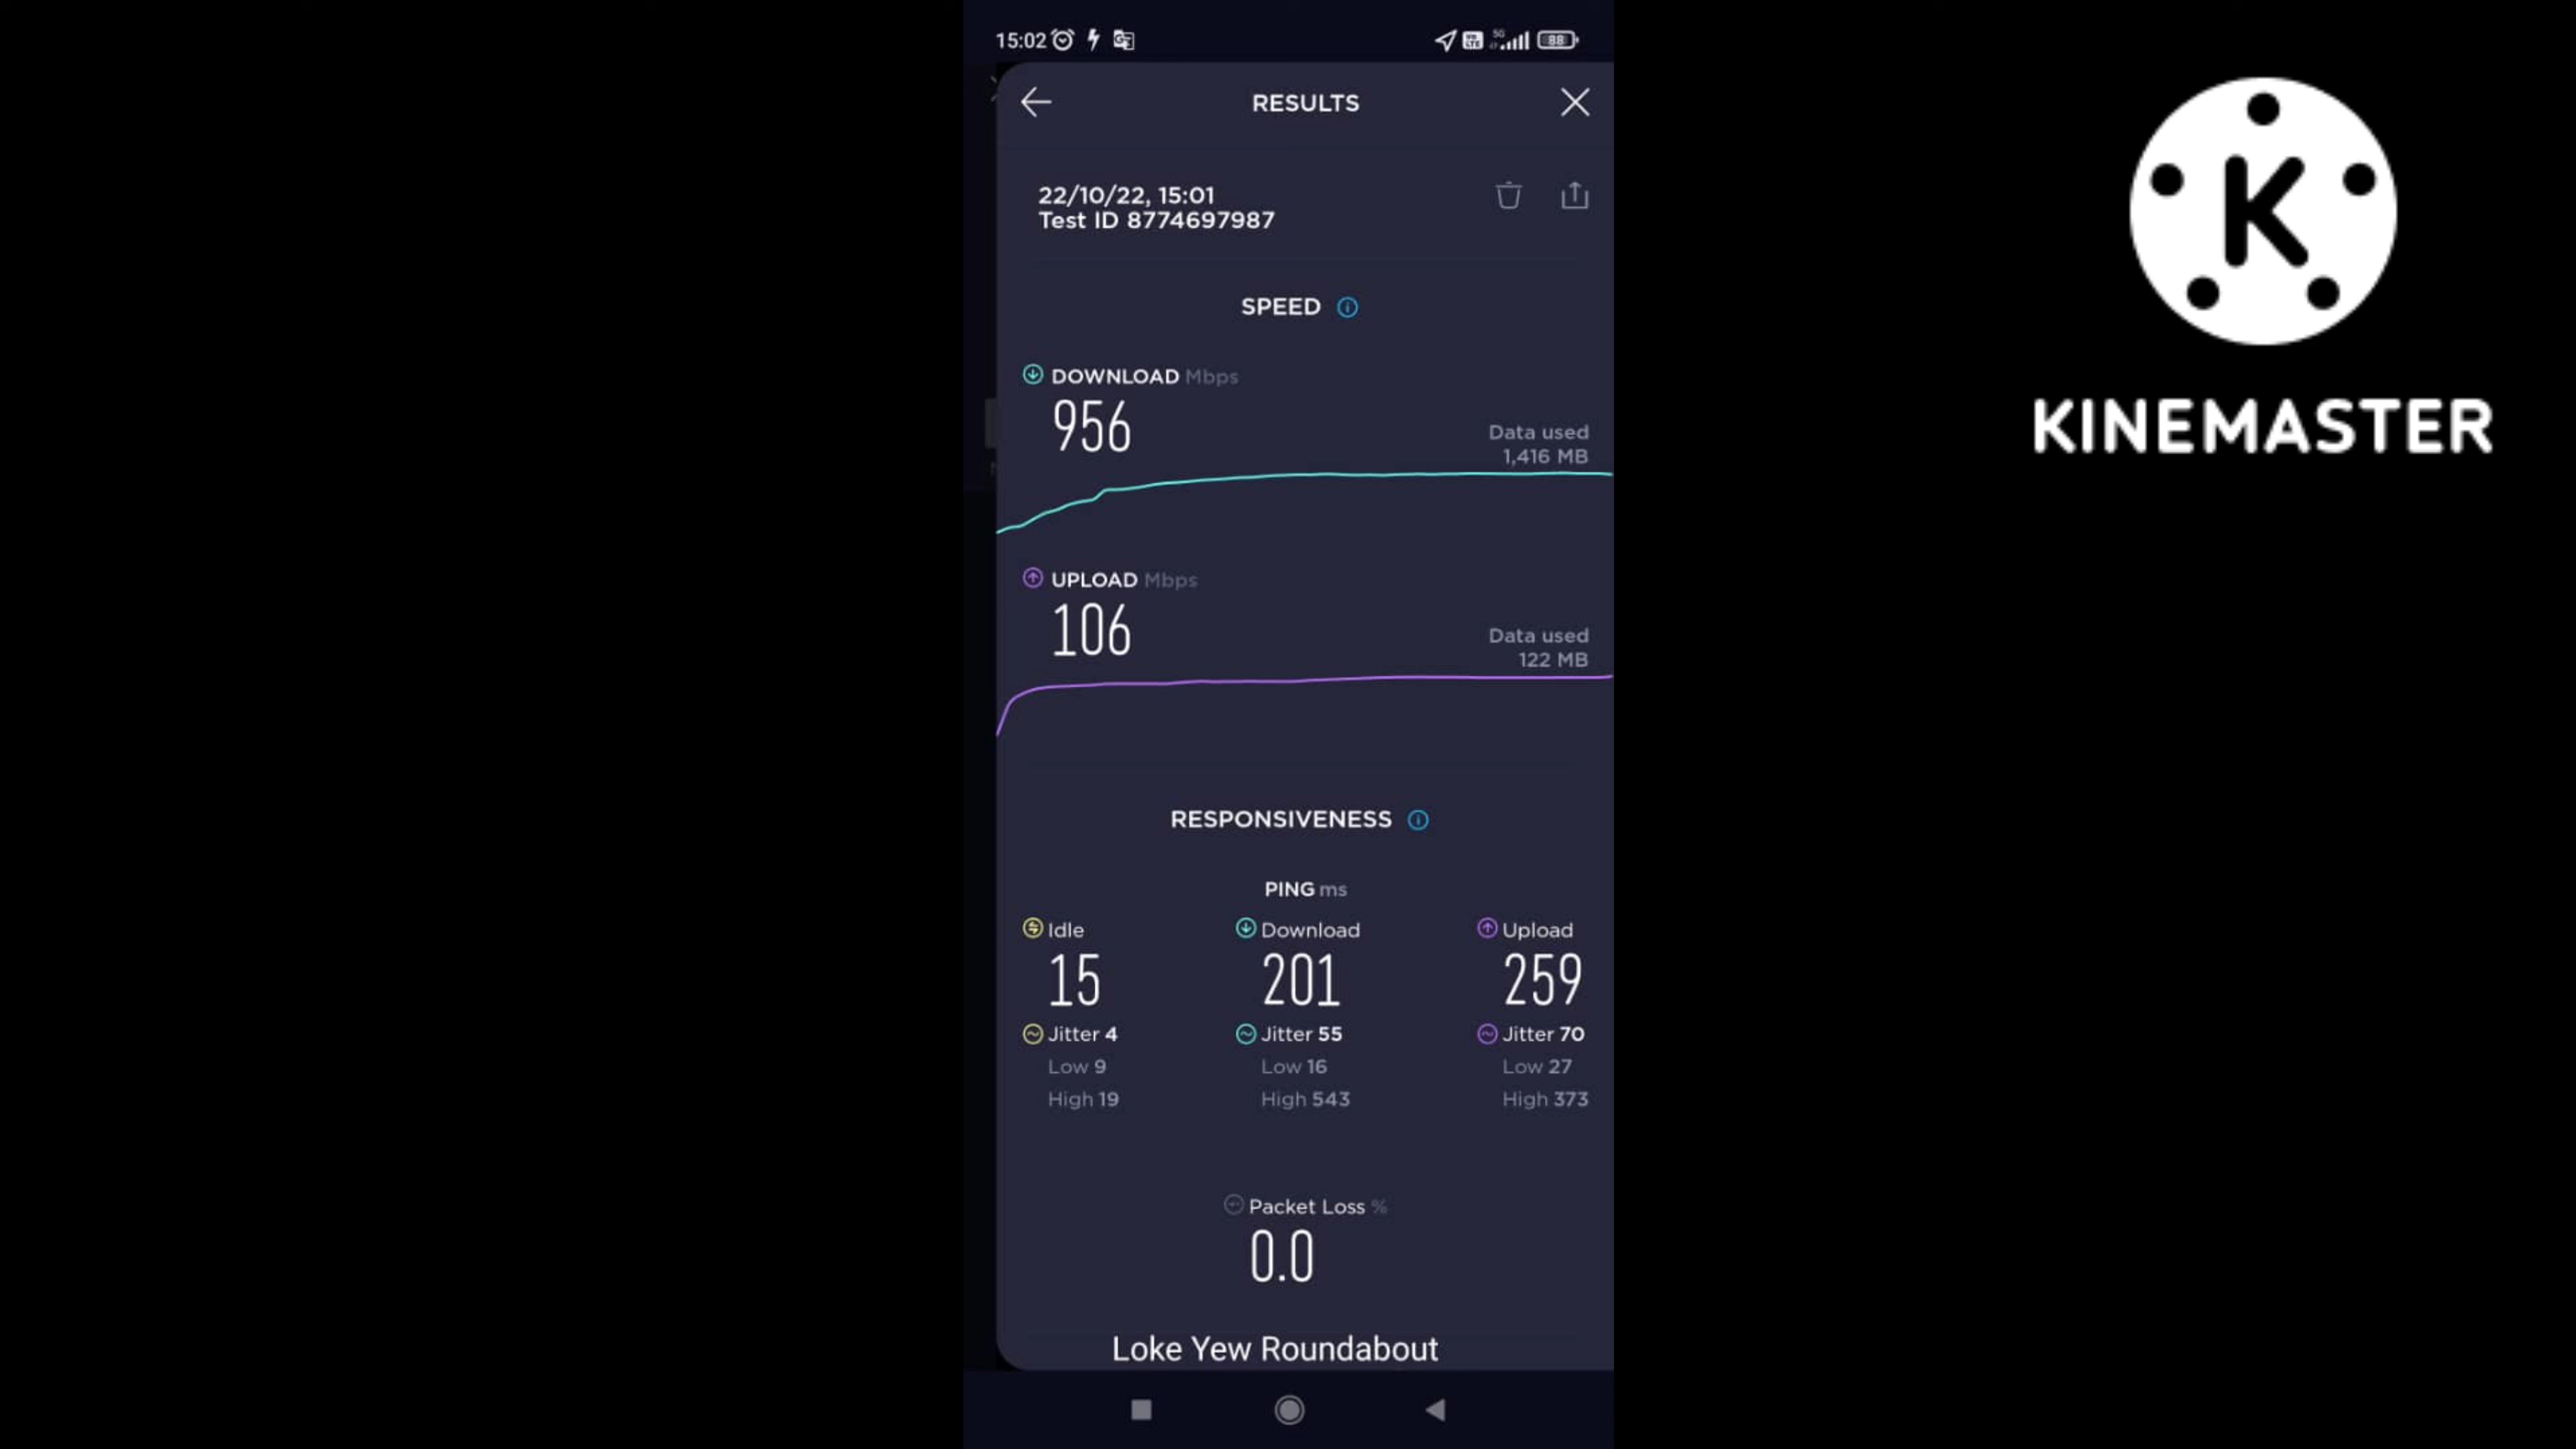 15:02
5G
88
RESULTS
22/10/22, 15:01
Test ID 8774697987
SPEED
DOWNLOAD Mbps
956
Data used
1,416 MB
UPLOAD Mbps
106
Data used
122 MB
RESPONSIVENESS
PING ms
Idle Download Upload
15 201 259
Jitter 4 Jitter 55 Jitter 70
Low 9 Low 16 Low 27
High 19 High 543 High 373
Packet Loss %
0.0
Loke Yew Roundabout
K
KINEMASTER